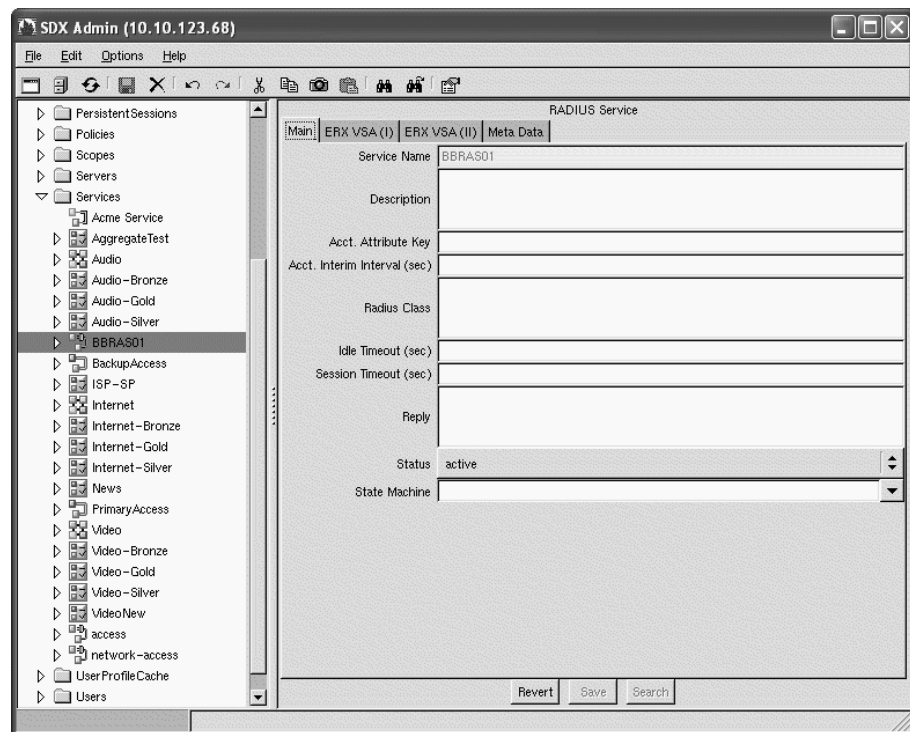 SDX Admin (10.10.123.68)
File Edit Options Help
PersistentSessions
Policies
Scopes
Servers
Services
Acme Service
AggregateTest
Audio
Audio-Bronze
Audio-Gold
Audio-Silver
BBRAS01
BackupAccess
ISP-SP
Internet
Internet-Bronze
Internet-Gold
Internet-Silver
News
PrimaryAccess
Video
Video-Bronze
Video-Gold
Video-Silver
VideoNew
access
network-access
UserProfileCache
Users
RADIUS Service
Main ERX VSA (I) ERX VSA (II) Meta Data
Service Name BBRAS01
Description
Acct. Attribute Key
Acct. Interim Interval (sec)
Radius Class
Idle Timeout (sec)
Session Timeout (sec)
Reply
Status active
State Machine
Revert Save Search